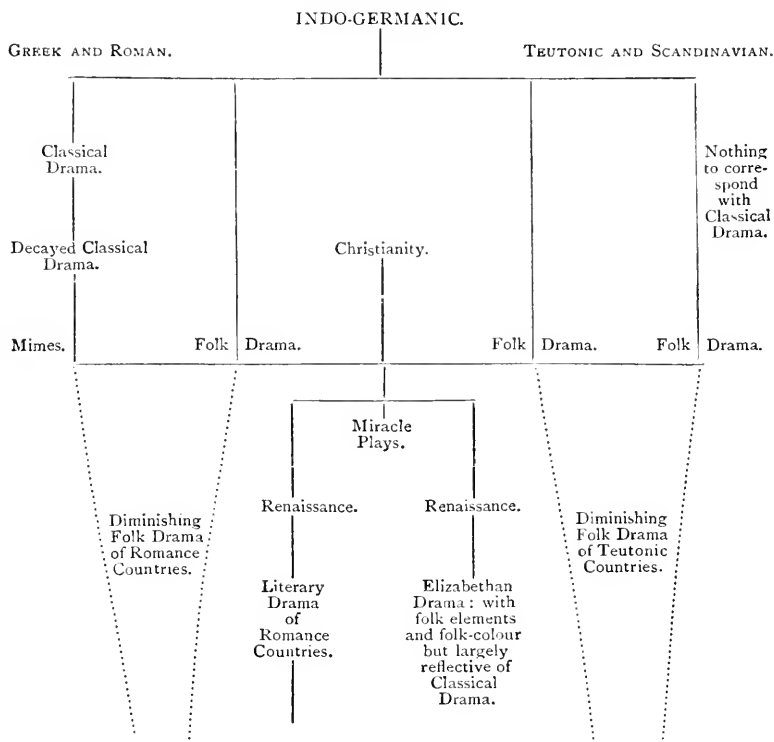 INDO-GERMANIC.
GREEK AND ROMAN.
TEUTONIC AND SCANDINAVIAN.
Classical
Drama.
Nothing
to corre-
spond
with
Classical
Drama.
Decayed Classical
Drama.
Christianity.
Mimes.
Folk Drama.
Folk Drama.
Folk Drama.
Miracle
Plays.
Diminishing
Folk Drama
of Romance
Countries.
Renaissance.
Renaissance.
Diminishing
Folk Drama
of Teutonic
Countries.
Literary
Drama
of
Romance
Countries.
Elizabethan
Drama: with
folk elements
and folk-colour
but largely
reflective of
Classical
Drama.